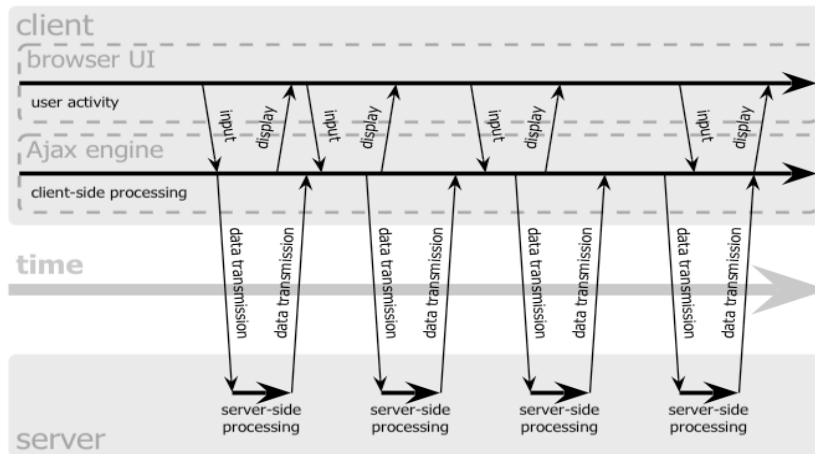 client
browser UI
user activity
input
display
input
display
input
display
input
display
Ajax engine
client-side processing
data transmission
data transmission
data transmission
data transmission
data transmission
data transmission
data transmission
data transmission
time
server-side
processing
server-side
processing
server-side
processing
server-side
processing
server